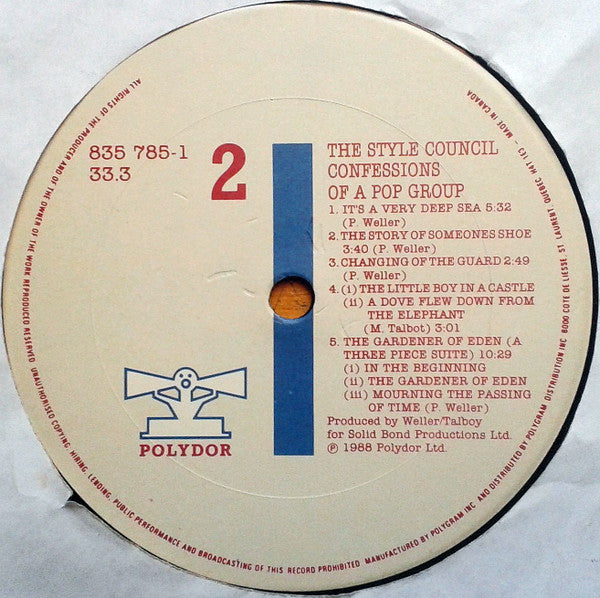 835 785-1
33.3
2
THE STYLE COUNCIL
CONFESSIONS
OF A POP GROUP
1. IT'S A VERY DEEP SEA 5:32
(P. Weller)
2. THE STORY OF SOMEONES SHOE
3:40 (P. Weller)
3. CHANGING OF THE GUARD 2:49
(P. Weller)
4. (i) THE LITTLE BOY IN A CASTLE
(ii) A DOVE FLEW DOWN FROM
THE ELEPHANT
(M. Talbot) 3:01
5. THE GARDENER OF EDEN (A
THREE PIECE SUITE) 10:29
(i) IN THE BEGINNING
(ii) THE GARDENER OF EDEN
(iii) MOURNING THE PASSING
OF TIME (P. Weller)
Produced by Weller/Talboy
for Solid Bond Productions Ltd.
℗ 1988 Polydor Ltd.
POLYDOR
ALL RIGHTS OF THE PRODUCER AND OF THE OWNER OF THE WORK REPRODUCED RESERVED. UNAUTHORISED COPYING, HIRING, LENDING, PUBLIC PERFORMANCE AND BROADCASTING OF THIS RECORD PROHIBITED. MANUFACTURED BY POLYGRAM INC. AND DISTRIBUTED BY POLYGRAM DISTRIBUTION INC. 8000 COTE DE LIESSE, ST LAURENT, QUEBEC H4T 1G3 - MADE IN CANADA